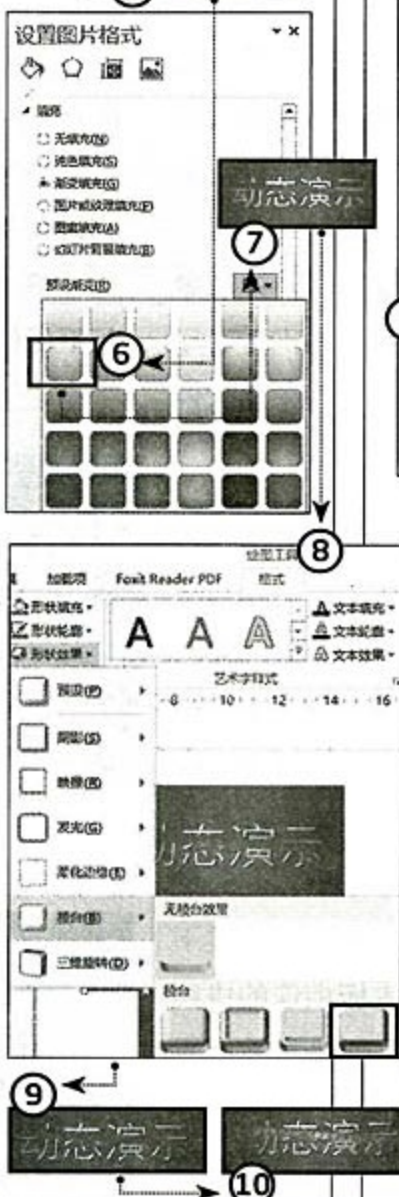 设置图片格式
填充
无填充(N)
纯色填充(S)
渐变填充(G)
图片或纹理填充(P)
图案填充(A)
幻灯片背景填充(B)
预设渐变(R)
动态演示
7
6
8
绘图工具
加载项 Foxit Reader PDF 格式
形状填充
形状轮廓
形状效果
A A A
文本填充
文本轮廓
文本效果
艺术字样式
8 10 12 14 16
预设(P)
阴影(S)
映像(R)
发光(G)
柔化边缘(E)
棱台(B)
三维旋转(D)
动态演示
无棱台效果
棱台
9
动态演示
动态演示
10